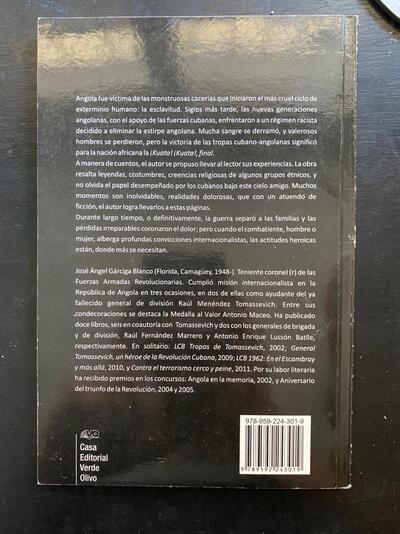 Angola fue víctima de las monstruosas cacerías que iniciaron el más cruel ciclo de
exterminio humano: la esclavitud. Siglos más tarde, las nuevas generaciones
angolanas, con el apoyo de las fuerzas cubanas, enfrentaron a un régimen racista
decidido a eliminar la estirpe angolana. Mucha sangre se derramó, y valerosos
hombres se perdieron, pero la victoria de las tropas cubano-angolanas significó
para la nación africana la ¡Kuata! ¡Kuata!, final.
A manera de cuentos, el autor se propuso llevar al lector sus experiencias. La obra
resalta leyendas, costumbres, creencias religiosas de algunos grupos étnicos, y
no olvida el papel desempeñado por los cubanos bajo este cielo amigo. Muchos
momentos son inolvidables, realidades dolorosas, que con un atuendo de
ficción, el autor logra llevarlos a estas páginas.
Durante largo tiempo, o definitivamente, la guerra separó a las familias y las
pérdidas irreparables coronaron el dolor; pero cuando el combatiente, hombre o
mujer, alberga profundas convicciones internacionalistas, las actitudes heroicas
están, donde más se necesitan.
José Ángel Gárciga Blanco (Florida, Camagüey, 1948-). Teniente coronel (r) de las
Fuerzas Armadas Revolucionarias. Cumplió misión internacionalista en la
República de Angola en tres ocasiones, en dos de ellas como ayudante del ya
fallecido general de división Raúl Menéndez Tomassevich. Entre sus
condecoraciones se destaca la Medalla al Valor Antonio Maceo. Ha publicado
doce libros, seis en coautoría con Tomassevich y dos con los generales de brigada
y de división, Raúl Fernández Marrero y Antonio Enrique Lussón Batlle,
respectivamente. En solitario: LCB Tropas de Tomassevich, 2002; General
Tomassevich, un héroe de la Revolución Cubana, 2009; LCB 1962: En el Escambray
y más allá, 2010, y Contra el terrorismo cerco y peine, 2011. Por su labor literaria
ha recibido premios en los concursos: Angola en la memoria, 2002, y Aniversario
del triunfo de la Revolución, 2004 y 2005.
978-959-224-301-9
9 789592 243019
Casa
Editorial
Verde
Olivo